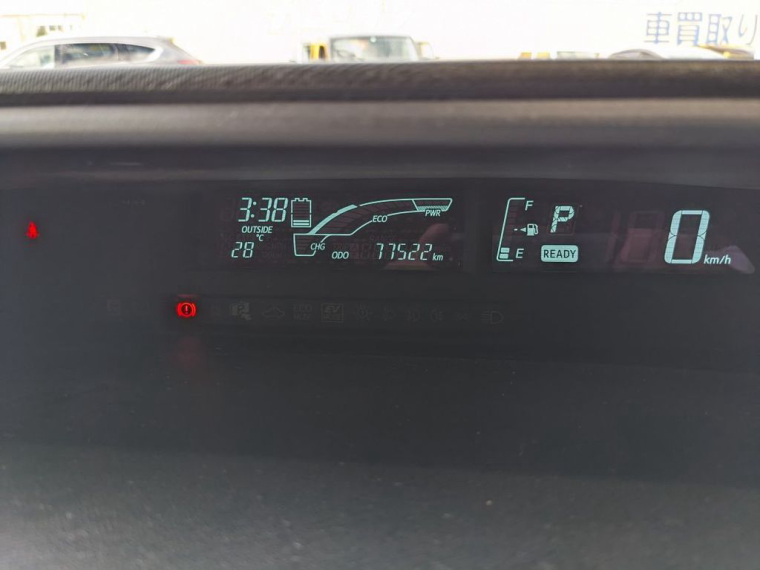 車買取り
3:38
OUTSIDE
28 °C
CHG
ECO
PWR
ODO 77522 km
F
E
P
READY
0 km/h